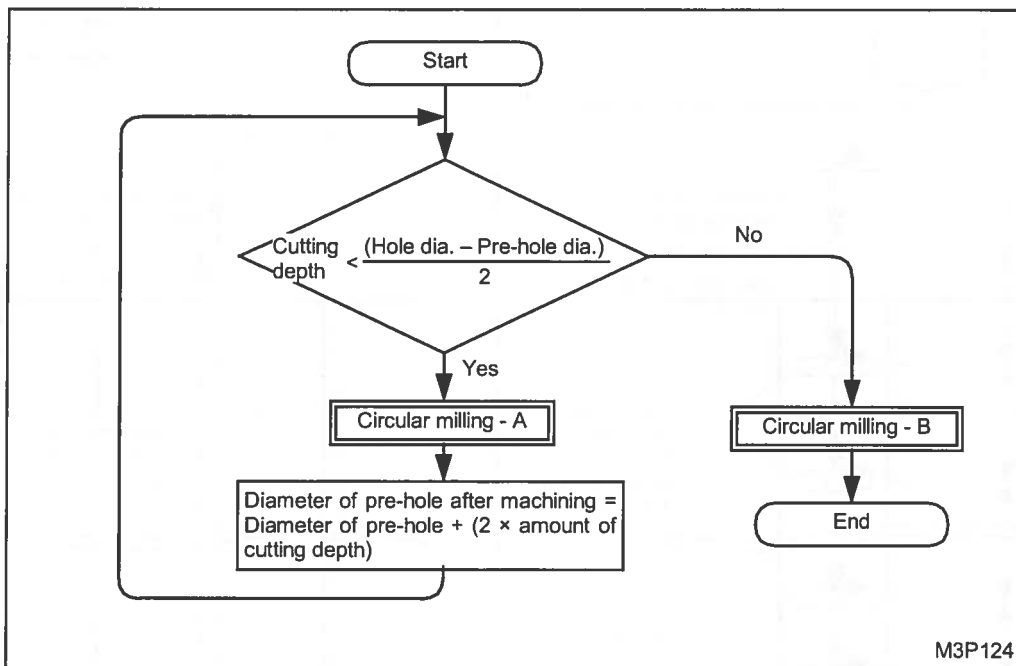 Start
Cutting depth < (Hole dia. – Pre-hole dia.) / 2
No
Yes
Circular milling - A
Circular milling - B
Diameter of pre-hole after machining =
Diameter of pre-hole + (2 × amount of
cutting depth)
End
M3P124